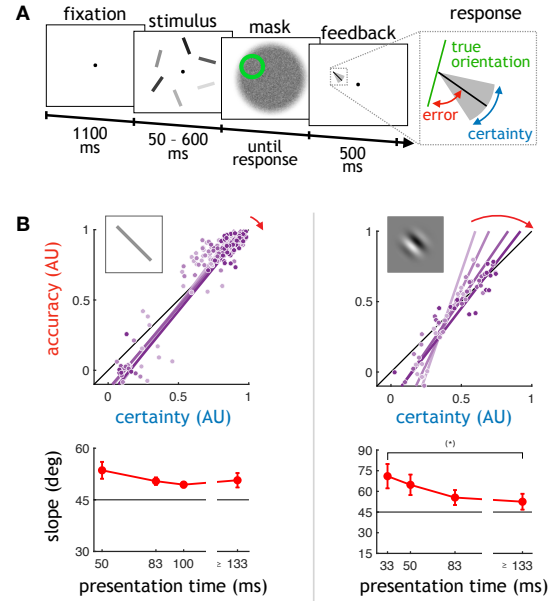 A
fixation
stimulus
mask
feedback
response
true
orientation
error
certainty
1100
ms
50 - 600
ms
until
response
500
ms
B
accuracy (AU)
1
0.5
0
0
0.5
1
certainty (AU)
1
0.5
0
0
0.5
1
certainty (AU)
slope (deg)
60
45
30
50
83
100
≥ 133
presentation time (ms)
(*)
90
75
60
45
30
15
33
50
83
≥ 133
presentation time (ms)